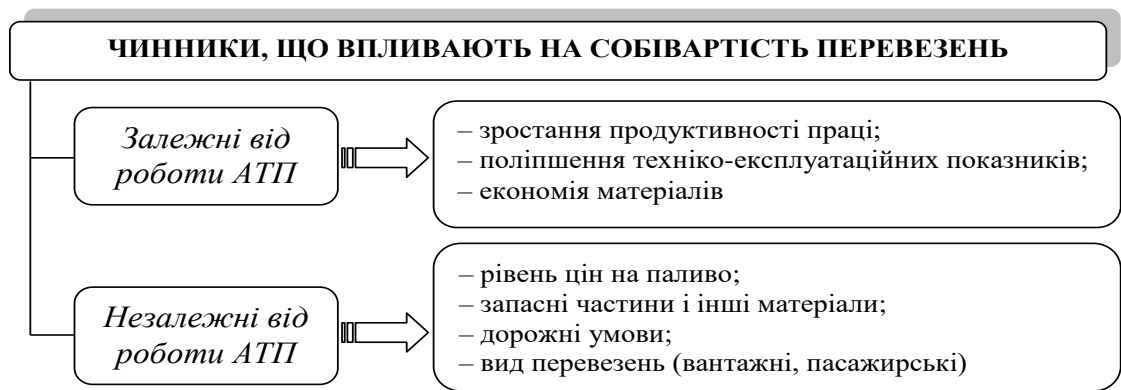 ЧИННИКИ, ЩО ВПЛИВАЮТЬ НА СОБІВАРТІСТЬ ПЕРЕВЕЗЕНЬ
Залежні від
роботи АТП
– зростання продуктивності праці;
– поліпшення техніко-експлуатаційних показників;
– економія матеріалів
Незалежні від
роботи АТП
– рівень цін на паливо;
– запасні частини і інші матеріали;
– дорожні умови;
– вид перевезень (вантажні, пасажирські)